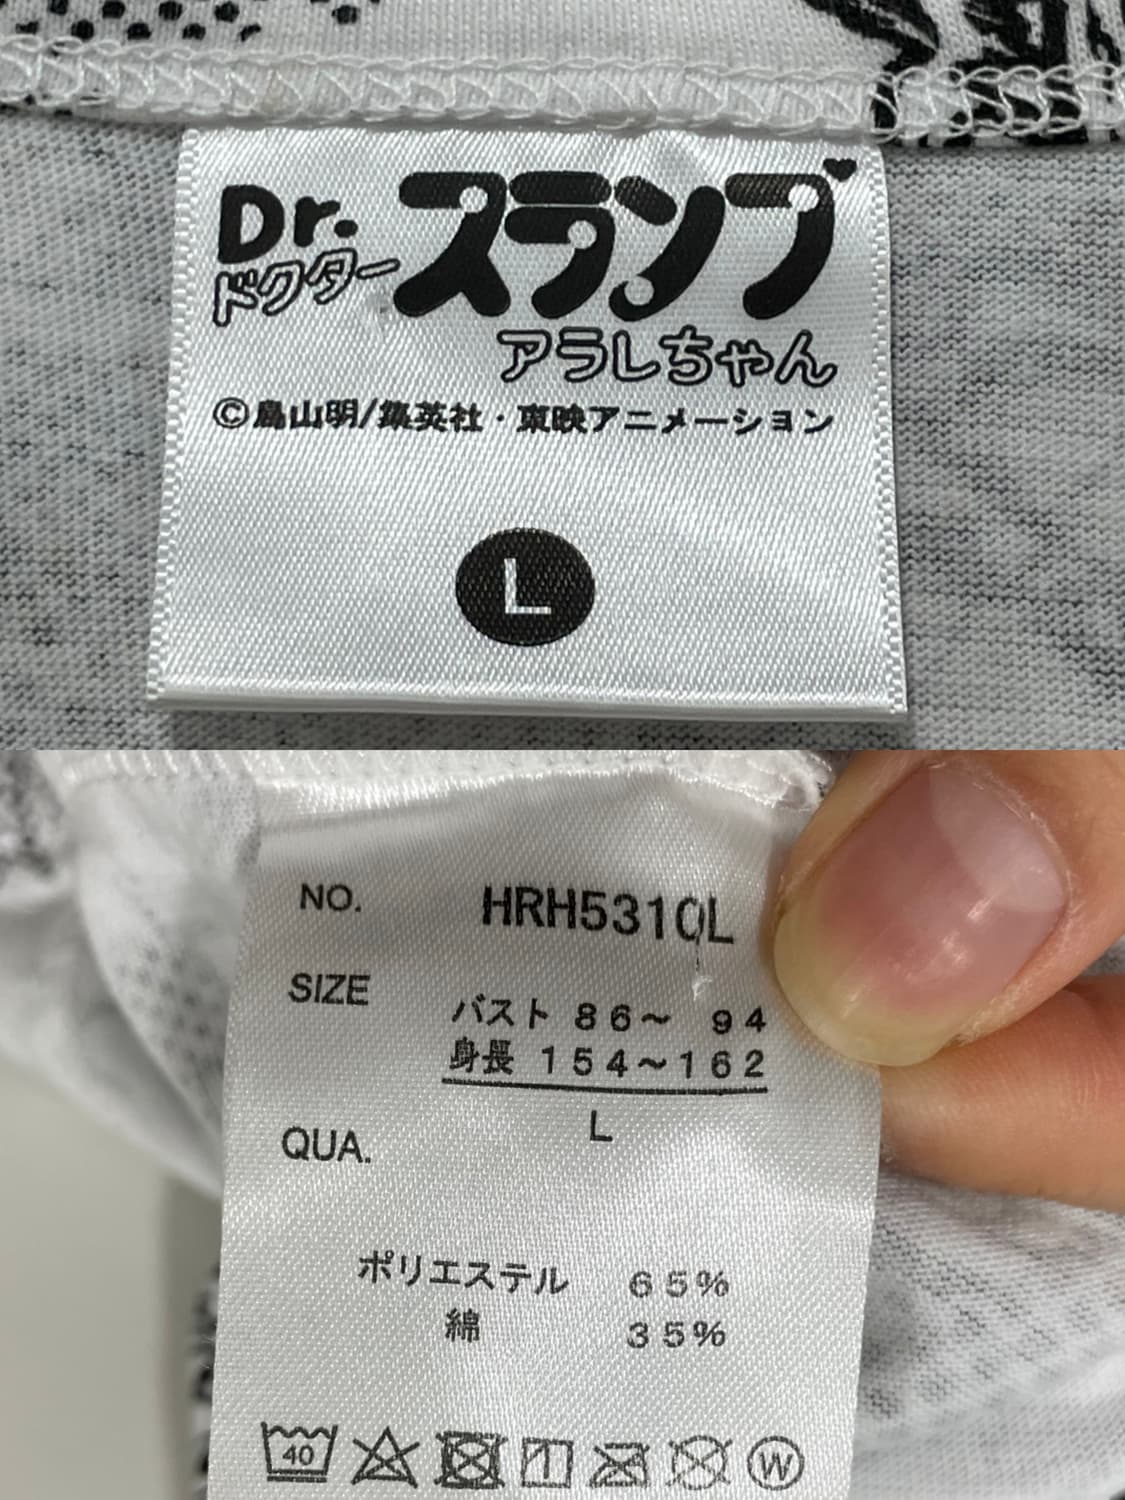 Dr.スランプ
ドクター
アラレちゃん
©鳥山明/集英社・東映アニメーション
L
NO. HRH5310L
SIZE バスト 86〜 94
身長 154〜162
L
QUA.
ポリエステル 65%
綿 35%
40
W